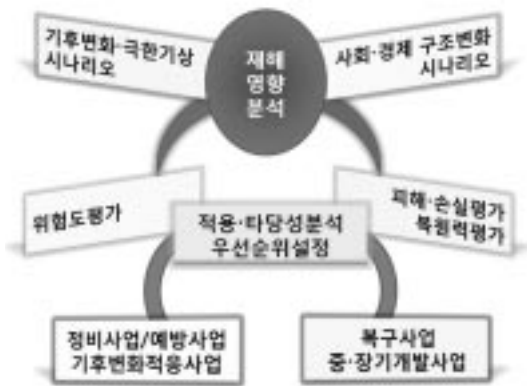 기후변화·극한기상
시나리오
재해
영향
분석
사회·경제 구조변화
시나리오
위험도평가
적용·타당성분석
우선순위설정
피해·손실평가
복원력평가
정비사업/예방사업
기후변화적응사업
복구사업
중·장기개발사업